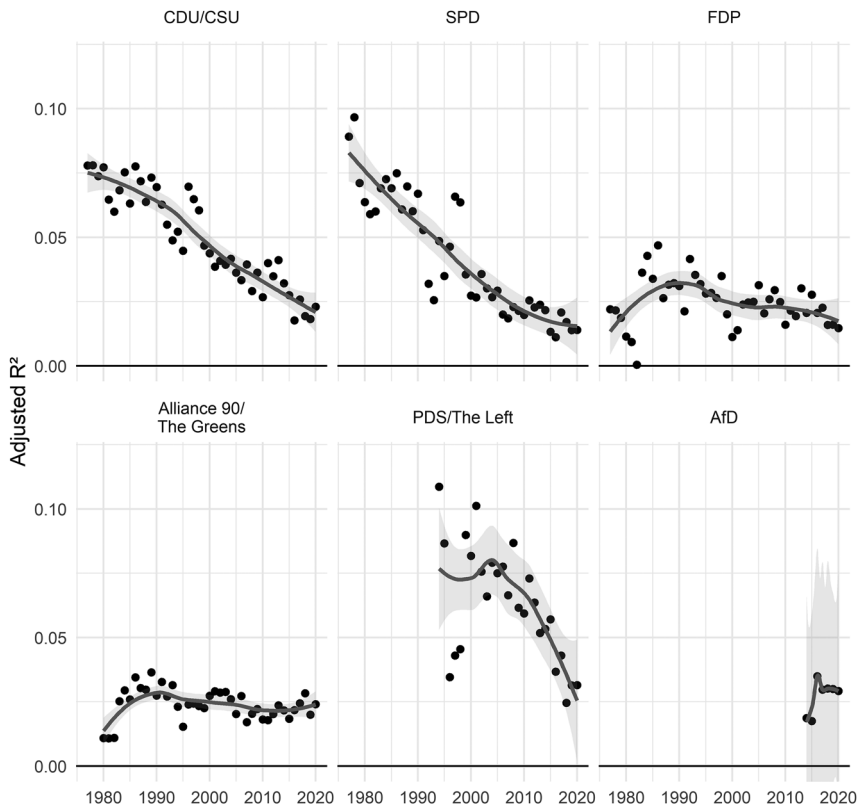 CDU/CSU
SPD
FDP
0.10
0.05
0.00
Adjusted R²
Alliance 90/
The Greens
PDS/The Left
AfD
0.10
0.05
0.00
1980 1990 2000 2010 2020
1980 1990 2000 2010 2020
1980 1990 2000 2010 2020